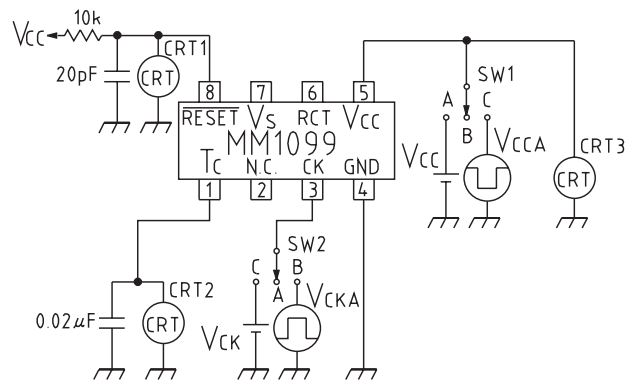 10k
VCC
CRT1
20pF
CRT
8 7 6 5
RESET VS RCT VCC
MM1099
TC N.C. CK GND
1 2 3 4
SW1
A C
B
VCC
VCCA
CRT3
CRT
SW2
C B
A
VCKA
VCK
CRT2
0.02μF
CRT